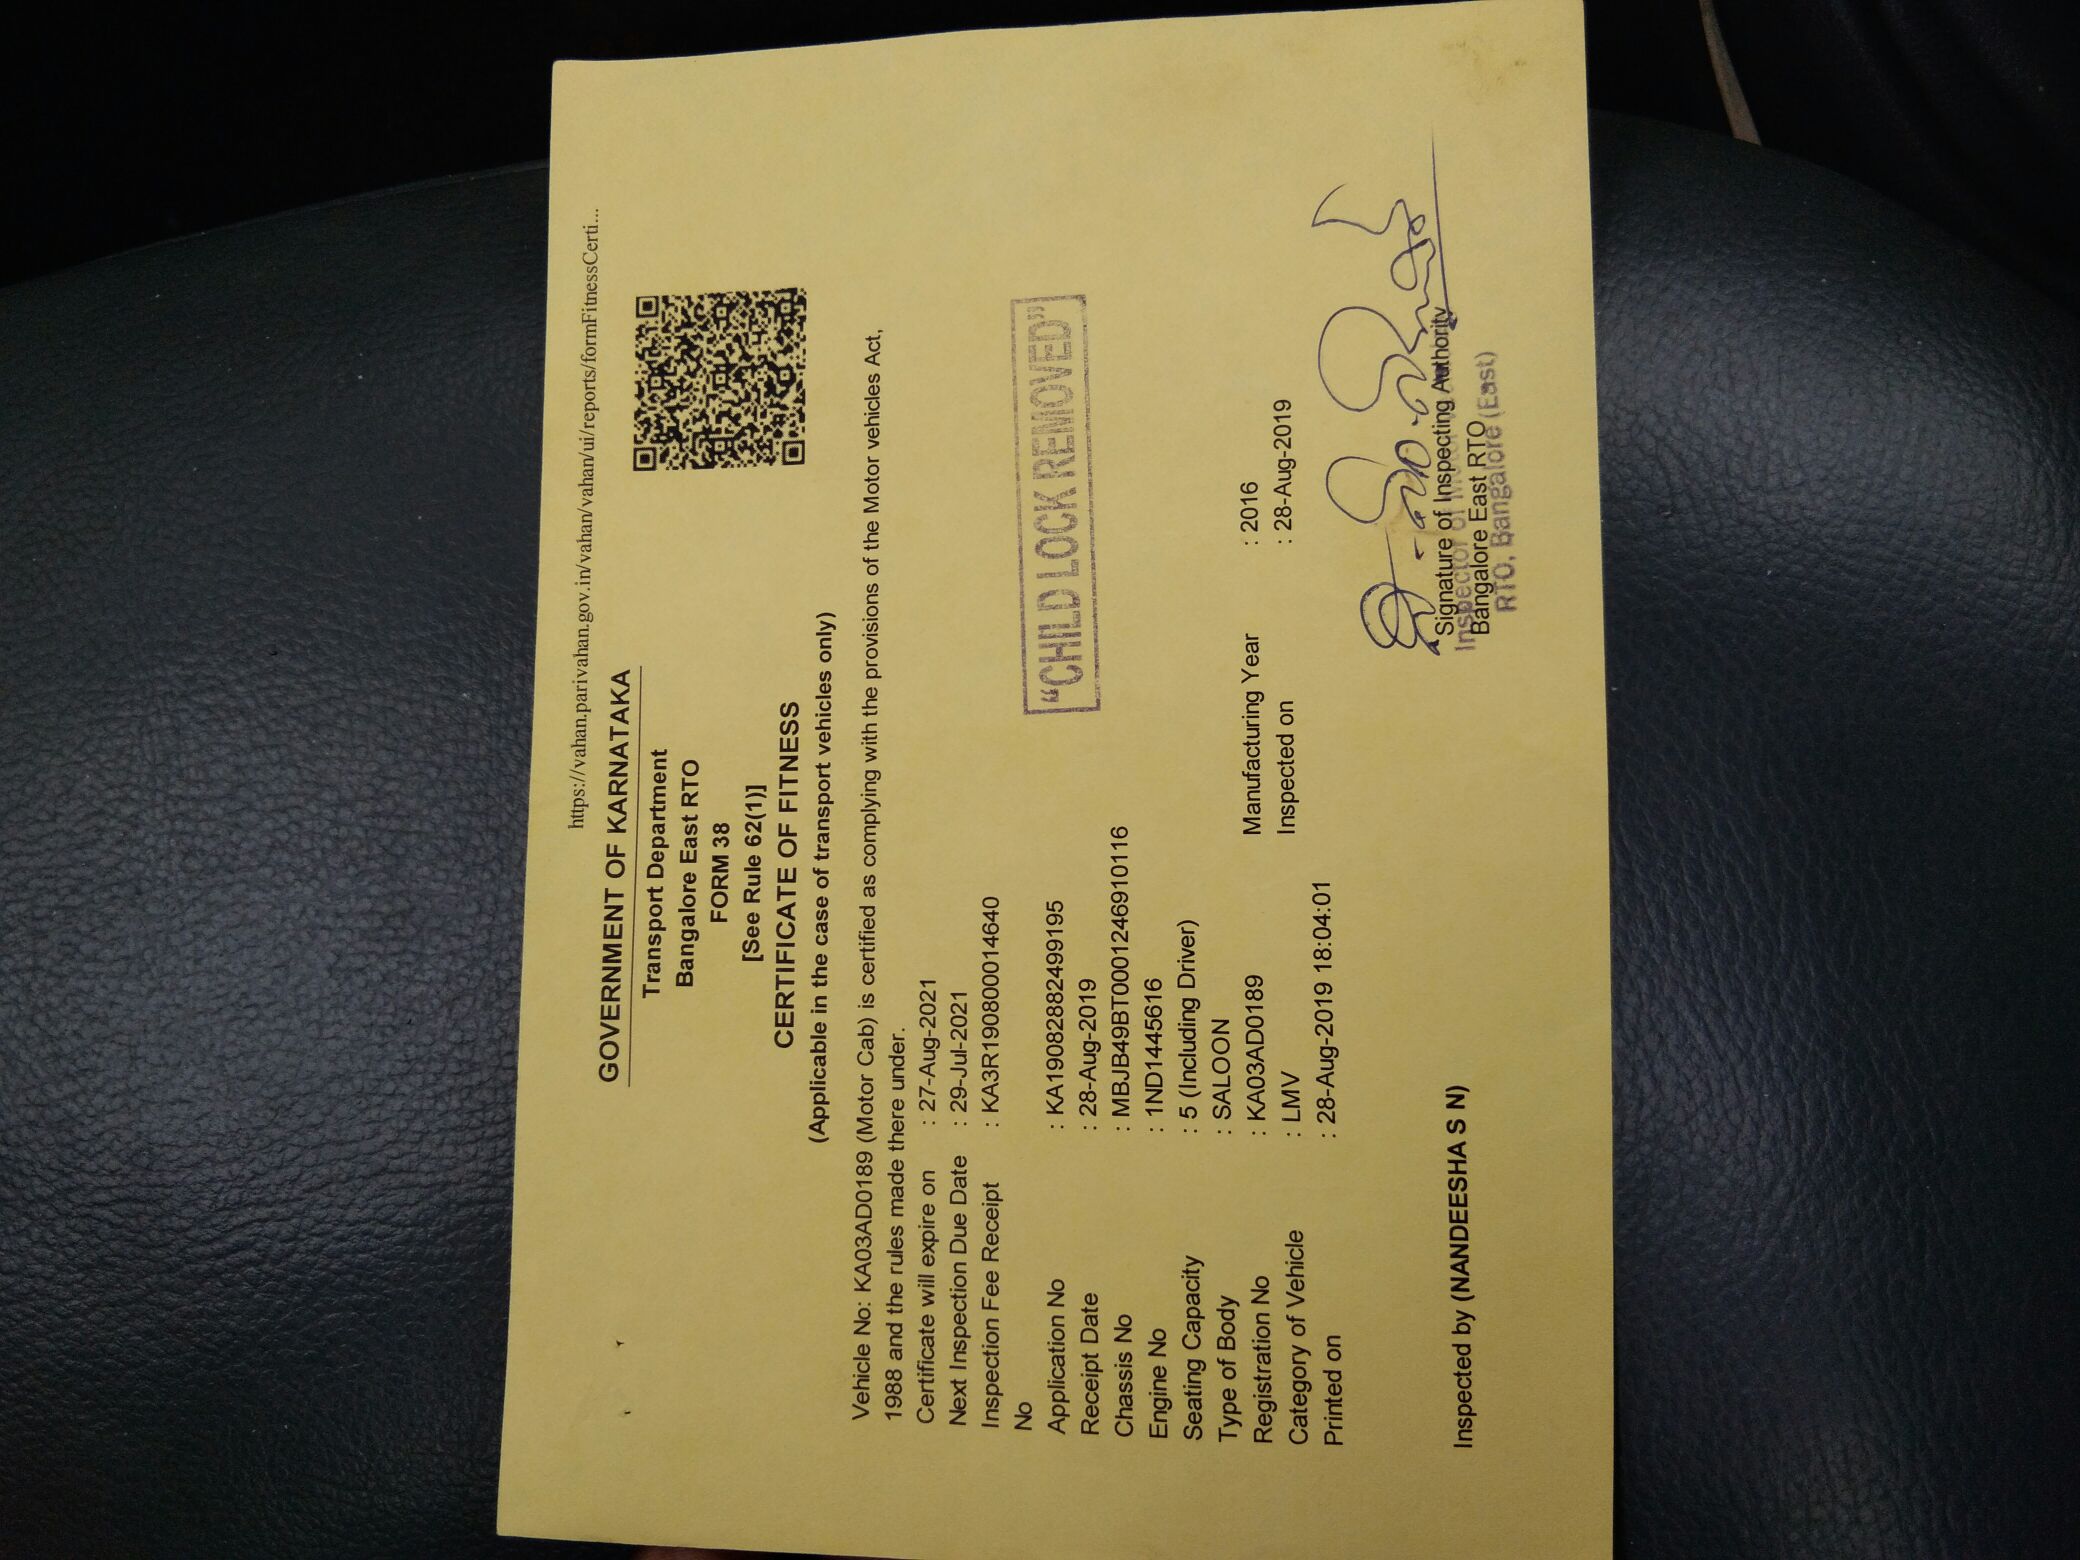 https://vahan.parivahan.gov.in/vahan/vahan/ui/reports/formFitnessCerti...
GOVERNMENT OF KARNATAKA
Transport Department
Bangalore East RTO
FORM 38
[See Rule 62(1)]
CERTIFICATE OF FITNESS
(Applicable in the case of transport vehicles only)
Vehicle No: KA03AD0189 (Motor Cab) is certified as complying with the provisions of the Motor vehicles Act,
1988 and the rules made there under.
Certificate will expire on : 27-Aug-2021
Next Inspection Due Date : 29-Jul-2021
Inspection Fee Receipt : KA3R190800014640
No
"CHILD LOCK REMOVED"
Application No : KA19082882499195
Receipt Date : 28-Aug-2019
Chassis No : MBJB49BT0001246910116
Engine No : 1ND1445616
Seating Capacity : 5 (Including Driver)
Type of Body : SALOON
Registration No : KA03AD0189 Manufacturing Year : 2016
Category of Vehicle : LMV Inspected on : 28-Aug-2019
Printed on : 28-Aug-2019 18:04:01
Signature of Inspecting Authority
Inspector of
Bangalore East RTO
RTO, Bangalore (East)
Inspected by (NANDEESHA S N)